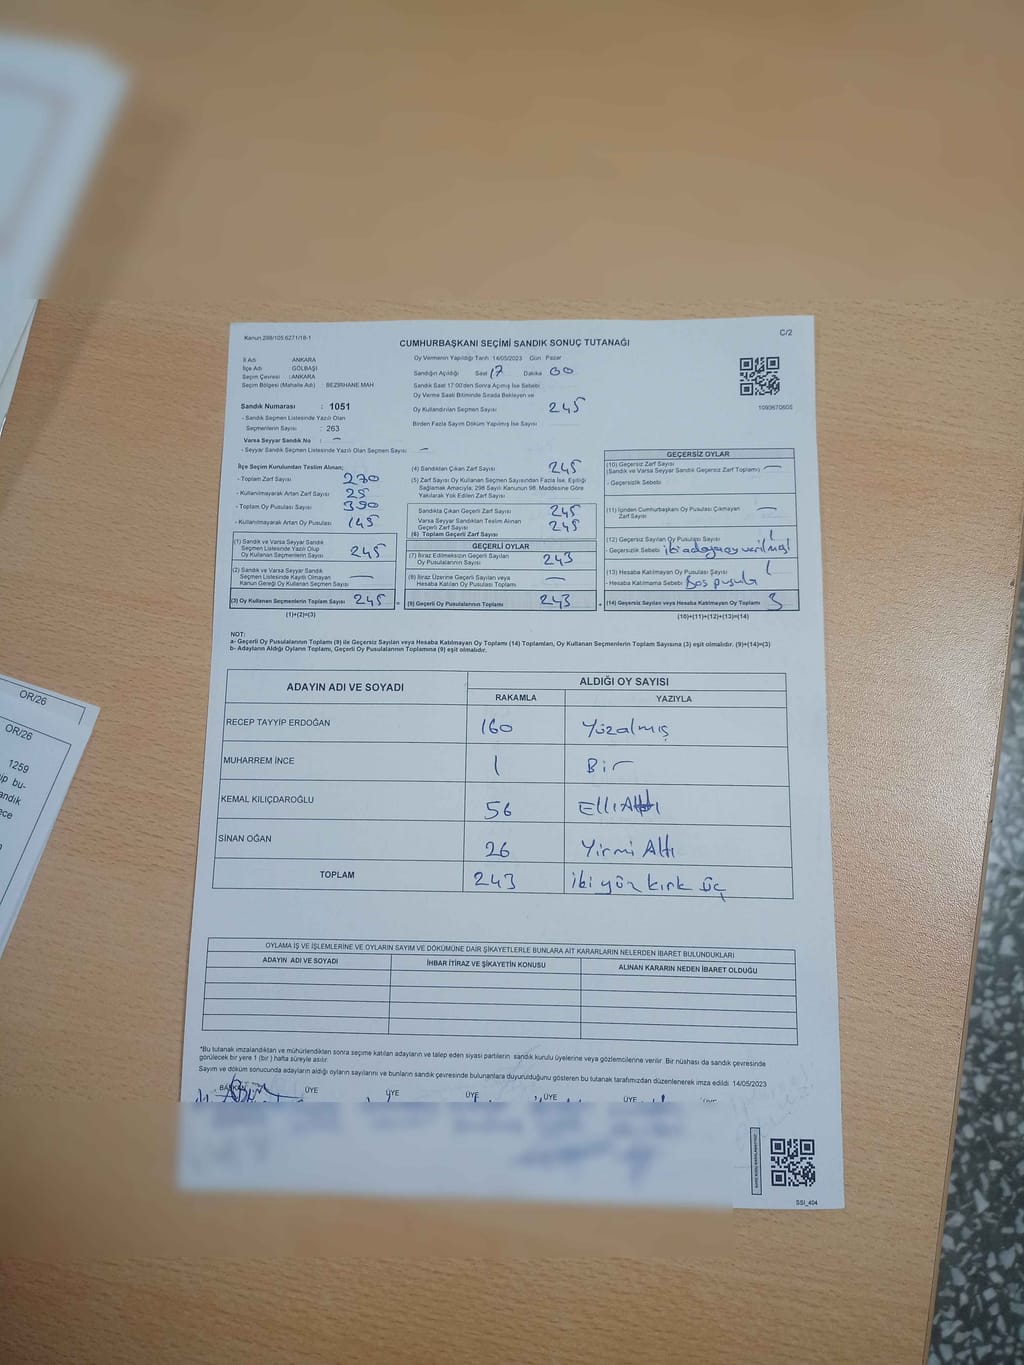 Kanun:298/105:6271/18-1
C/2
CUMHURBAŞKANI SEÇİMİ SANDIK SONUÇ TUTANAĞI
İl Adı ANKARA
İlçe Adı : GÖLBAŞI
Seçim Çevresi : ANKARA
Seçim Bölgesi (Mahalle Adı) : BEZİRHANE MAH
Sandık Numarası : 1051
- Sandık Seçmen Listesinde Yazılı Olan
Seçmenlerin Sayısı : 263
Varsa Seyyar Sandık No : —
- Seyyar Sandık Seçmen Listesinde Yazılı Olan Seçmen Sayısı —
Oy Vermenin Yapıldığı Tarih 14/05/2023 Gün Pazar
Sandığın Açıldığı Saat 17 Dakika 00
Sandık Saat 17:00'den Sonra Açılmış İse Sebebi
Oy Verme Saati Bitiminde Sırada Bekleyen ve
Oy Kullandırılan Seçmen Sayısı 245
Birden Fazla Sayım Döküm Yapılmış İse Sayısı
1093670605
İlçe Seçim Kurulundan Teslim Alınan;
- Toplam Zarf Sayısı 270
- Kullanılmayarak Artan Zarf Sayısı 25
- Toplam Oy Pusulası Sayısı 390
- Kullanılmayarak Artan Oy Pusulası 145
(1) Sandık ve Varsa Seyyar Sandık
Seçmen Listesinde Yazılı Olup
Oy Kullanan Seçmenlerin Sayısı 245
(2) Sandık ve Varsa Seyyar Sandık
Seçmen Listesinde Kayıtlı Olmayan
Kanun Gereği Oy Kullanan Seçmen Sayısı —
(3) Oy Kullanan Seçmenlerin Toplam Sayısı 245 =
(1)+(2)=(3)
(4) Sandıktan Çıkan Zarf Sayısı 245
(5) Zarf Sayısı Oy Kullanan Seçmen Sayısından Fazla İse, Eşitliği
Sağlamak Amacıyla; 298 Sayılı Kanunun 98. Maddesine Göre
Yakılarak Yok Edilen Zarf Sayısı
Sandıkta Çıkan Geçerli Zarf Sayısı 245
Varsa Seyyar Sandıktan Teslim Alınan
Geçerli Zarf Sayısı 245
(6) Toplam Geçerli Zarf Sayısı
GEÇERLİ OYLAR
(7) İtiraz Edilmeksizin Geçerli Sayılan
Oy Pusulalarının Sayısı 243
(8) İtiraz Üzerine Geçerli Sayılan veya
Hesaba Katılan Oy Pusulası Toplamı —
(9) Geçerli Oy Pusulalarının Toplamı 243 +
GEÇERSİZ OYLAR
(10) Geçersiz Zarf Sayısı
(Sandık ve Varsa Seyyar Sandık Geçersiz Zarf Toplamı) —
- Geçersizlik Sebebi
(11) İçinden Cumhurbaşkanı Oy Pusulası Çıkmayan
Zarf Sayısı —
(12) Geçersiz Sayılan Oy Pusulası Sayısı 1
- Geçersizlik Sebebi iki adaya oy verilmesi
(13) Hesaba Katılmayan Oy Pusulası Sayısı 1
- Hesaba Katılmama Sebebi Boş pusula
(14) Geçersiz Sayılan veya Hesaba Katılmayan Oy Toplamı 3
(10)+(11)+(12)+(13)=(14)
NOT:
a- Geçerli Oy Pusulalarının Toplamı (9) ile Geçersiz Sayılan veya Hesaba Katılmayan Oy Toplamı (14) Toplamları, Oy Kullanan Seçmenlerin Toplam Sayısına (3) eşit olmalıdır. (9)+(14)=(3)
b- Adayların Aldığı Oyların Toplamı, Geçerli Oy Pusulalarının Toplamına (9) eşit olmalıdır.
ADAYIN ADI VE SOYADI
ALDIĞI OY SAYISI
RAKAMLA YAZIYLA
RECEP TAYYİP ERDOĞAN 160 Yüzalmış
MUHARREM İNCE 1 Bir
KEMAL KILIÇDAROĞLU 56 Elli Altı
SİNAN OĞAN 26 Yirmi Altı
TOPLAM 243 iki yüz kırk üç
OYLAMA İŞ VE İŞLEMLERİNE VE OYLARIN SAYIM VE DÖKÜMÜNE DAİR ŞİKAYETLERLE BUNLARA AİT KARARLARIN NELERDEN İBARET BULUNDUKLARI
ADAYIN ADI VE SOYADI İHBAR İTİRAZ VE ŞİKAYETİN KONUSU ALINAN KARARIN NEDEN İBARET OLDUĞU
*Bu tutanak imzalandıktan ve mühürlendikten sonra seçime katılan adayların ve talep eden siyasi partilerin sandık kurulu üyelerine veya gözlemcilerine verilir. Bir nüshası da sandık çevresinde
görülecek bir yere 1 (bir) hafta süreyle asılır.
Sayım ve döküm sonucunda adayların aldığı oyların sayılarını ve bunların sandık çevresinde bulunanlara duyurulduğunu gösteren bu tutanak tarafımızdan düzenlenerek imza edildi 14/05/2023
BAŞKAN ÜYE ÜYE ÜYE ÜYE ÜYE
SSİ_404
OR/26
OR/26
1259
ıp bu-
andık
ece